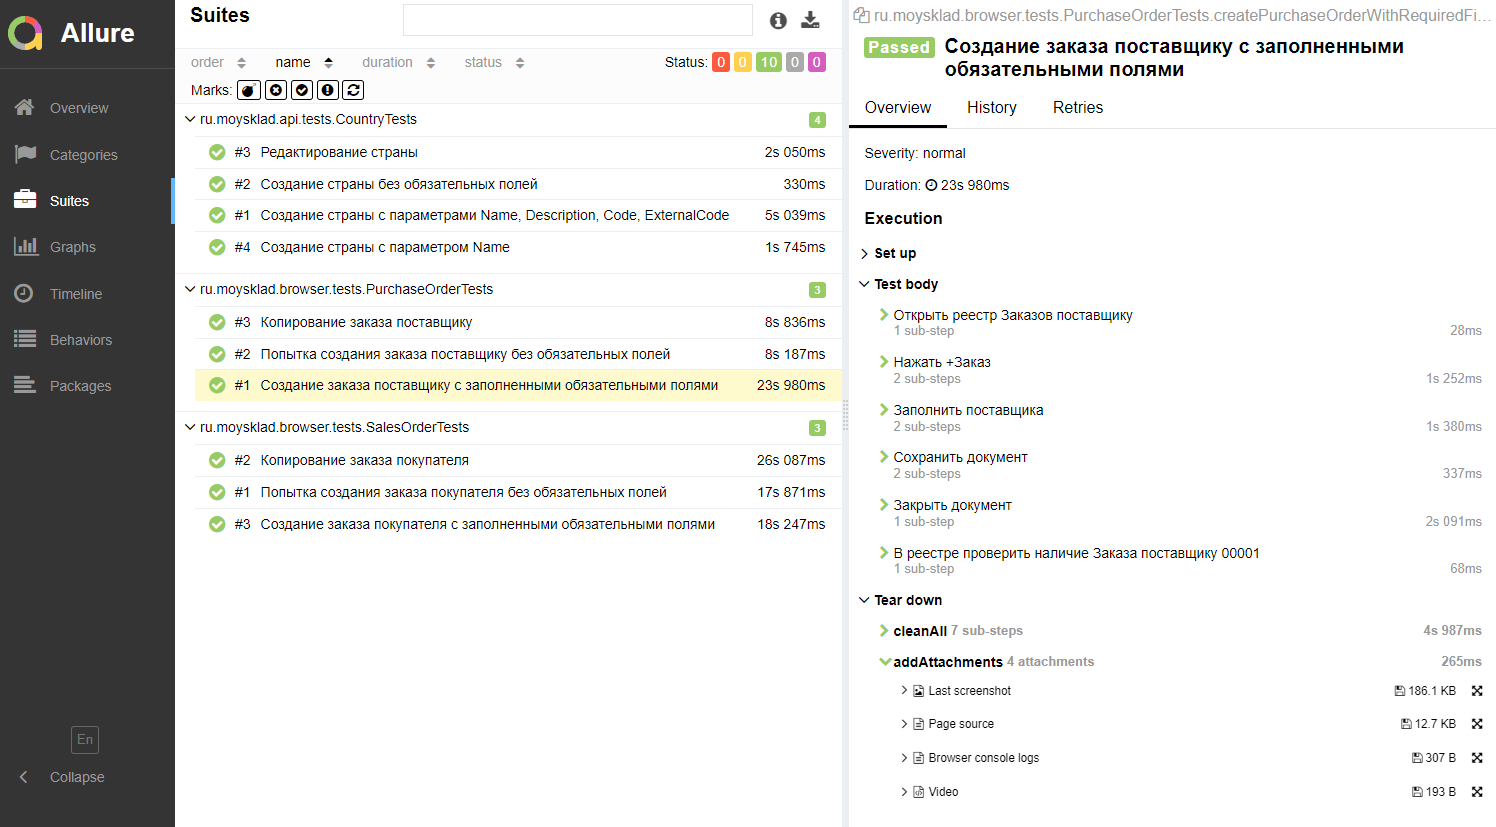 Allure
Overview
Categories
Suites
Graphs
Timeline
Behaviors
Packages
En
Collapse
Suites
order name duration status Status: 0 0 10 0 0
Marks:
ru.moysklad.api.tests.CountryTests 4
#3 Редактирование страны 2s 050ms
#2 Создание страны без обязательных полей 330ms
#1 Создание страны с параметрами Name, Description, Code, ExternalCode 5s 039ms
#4 Создание страны с параметром Name 1s 745ms
ru.moysklad.browser.tests.PurchaseOrderTests 3
#3 Копирование заказа поставщику 8s 836ms
#2 Попытка создания заказа поставщику без обязательных полей 8s 187ms
#1 Создание заказа поставщику с заполненными обязательными полями 23s 980ms
ru.moysklad.browser.tests.SalesOrderTests 3
#2 Копирование заказа покупателя 26s 087ms
#1 Попытка создания заказа покупателя без обязательных полей 17s 871ms
#3 Создание заказа покупателя с заполненными обязательными полями 18s 247ms
ru.moysklad.browser.tests.PurchaseOrderTests.createPurchaseOrderWithRequiredFi...
Passed Создание заказа поставщику с заполненными
обязательными полями
Overview History Retries
Severity: normal
Duration: 23s 980ms
Execution
Set up
Test body
Открыть реестр Заказов поставщику
1 sub-step 28ms
Нажать +Заказ
2 sub-steps 1s 252ms
Заполнить поставщика
2 sub-steps 1s 380ms
Сохранить документ
2 sub-steps 337ms
Закрыть документ
1 sub-step 2s 091ms
В реестре проверить наличие Заказа поставщику 00001
1 sub-step 68ms
Tear down
cleanAll 7 sub-steps 4s 987ms
addAttachments 4 attachments 265ms
Last screenshot 186.1 KB
Page source 12.7 KB
Browser console logs 307 B
Video 193 B